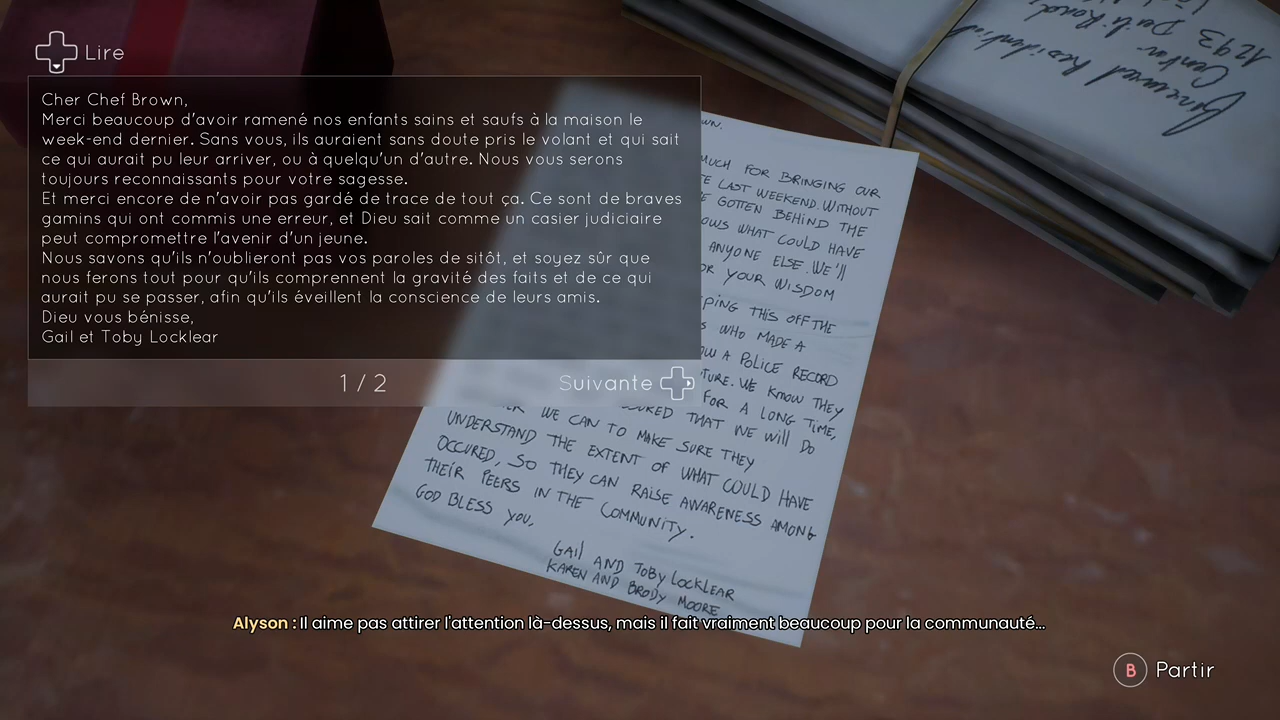 Lire
Cher Chef Brown,
Merci beaucoup d'avoir ramené nos enfants sains et saufs à la maison le
week-end dernier. Sans vous, ils auraient sans doute pris le volant et qui sait
ce qui aurait pu leur arriver, ou à quelqu'un d'autre. Nous vous serons
toujours reconnaissants pour votre sagesse.
Et merci encore de n'avoir pas gardé de trace de tout ça. Ce sont de braves
gamins qui ont commis une erreur, et Dieu sait comme un casier judiciaire
peut compromettre l'avenir d'un jeune.
Nous savons qu'ils n'oublieront pas vos paroles de sitôt, et soyez sûr que
nous ferons tout pour qu'ils comprennent la gravité des faits et de ce qui
aurait pu se passer, afin qu'ils éveillent la conscience de leurs amis.
Dieu vous bénisse,
Gail et Toby Locklear
1 / 2
Suivante
MUCH FOR BRINGING OUR
LAST WEEKEND. WITHOUT
GOTTEN BEHIND THE
WHAT COULD HAVE
ANYONE ELSE. WE'll
YOUR WISDOM
THIS OFF THE
WHO MADE A
A POLICE RECORD
WE KNOW THEY
FOR A LONG TIME,
THAT WE WILL DO
WE CAN TO MAKE SURE THEY
UNDERSTAND THE EXTENT OF WHAT COULD HAVE
OCCURED, SO THEY CAN RAISE AWARENESS AMONG
THEIR PEERS IN THE COMMUNITY.
GOD BLESS YOU,
GAIL AND TOBY LOCKLEAR
KAREN AND BRODY MOORE
1293
Alyson : Il aime pas attirer l'attention là-dessus, mais il fait vraiment beaucoup pour la communauté...
B Partir